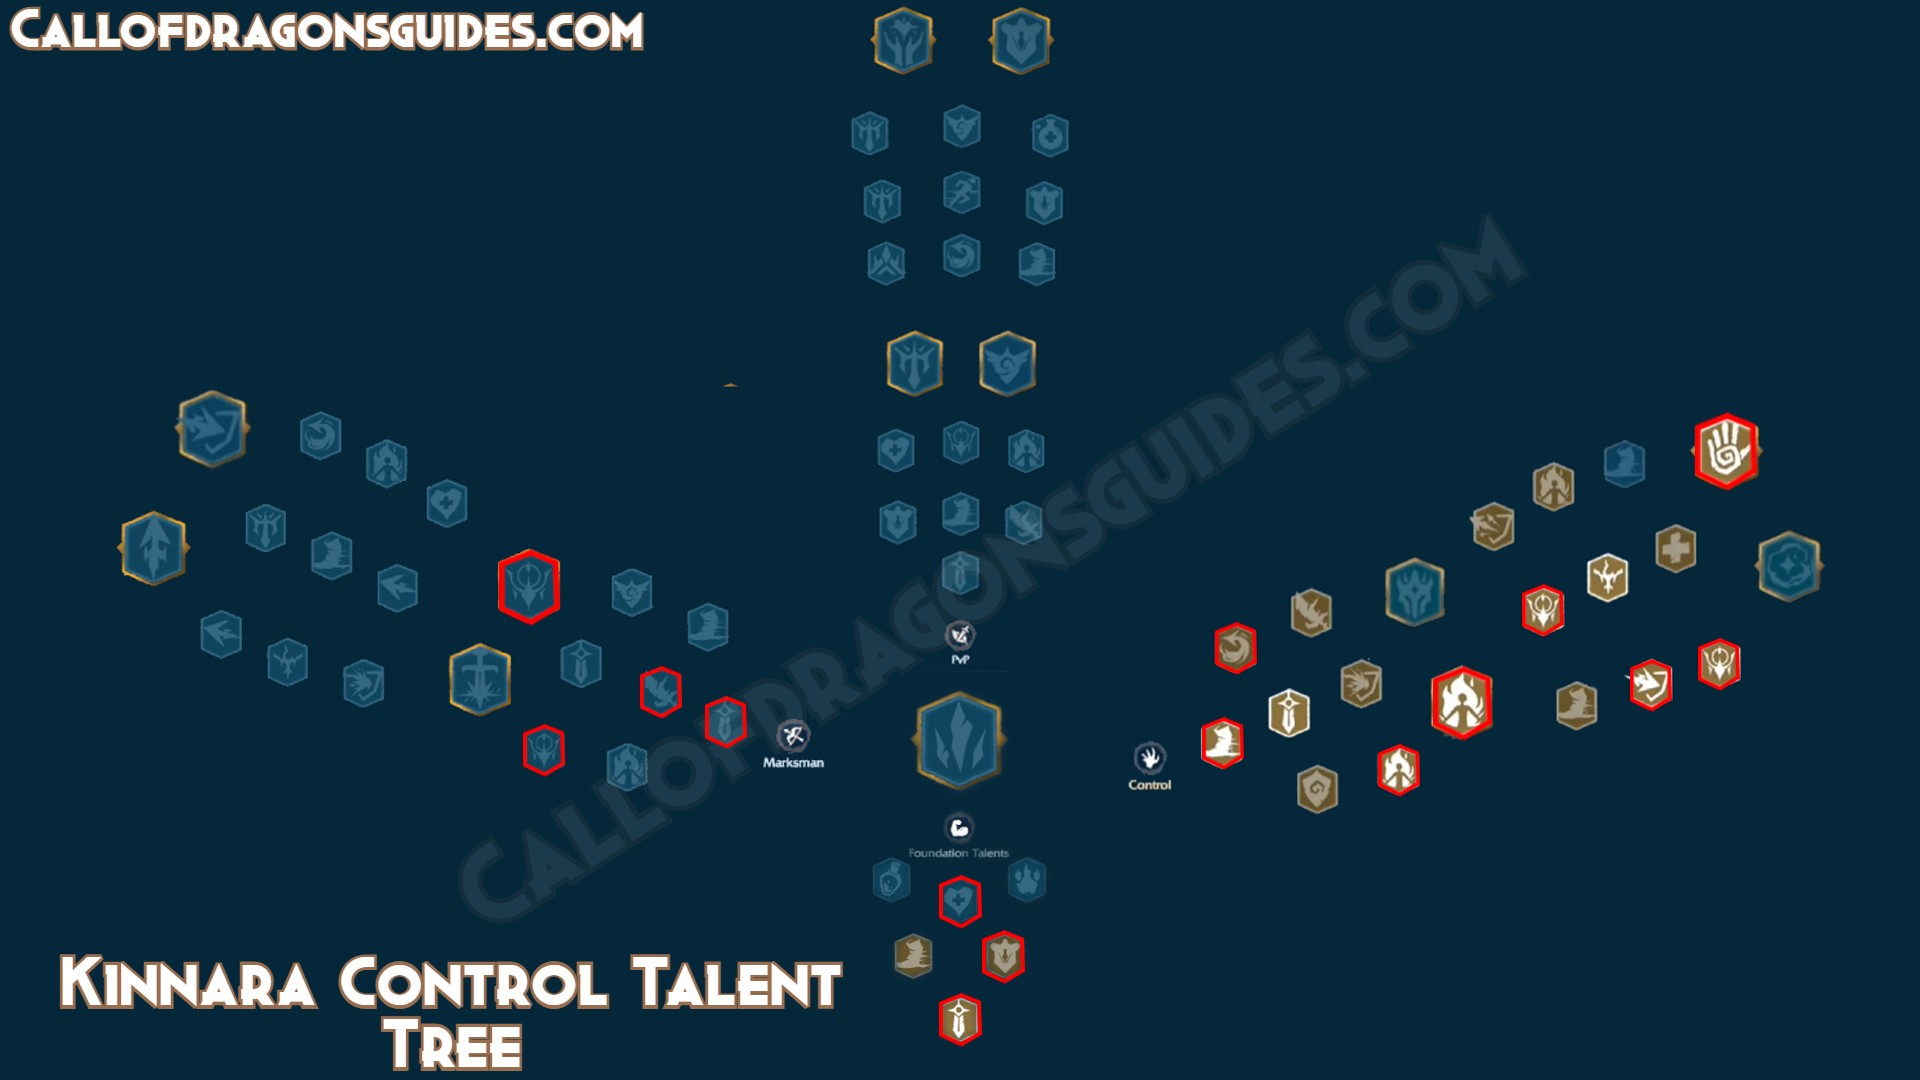 Callofdragonsguides.com
Callofdragonsguides.com
PvP
Marksman
Control
Foundation Talents
Kinnara Control Talent
Tree